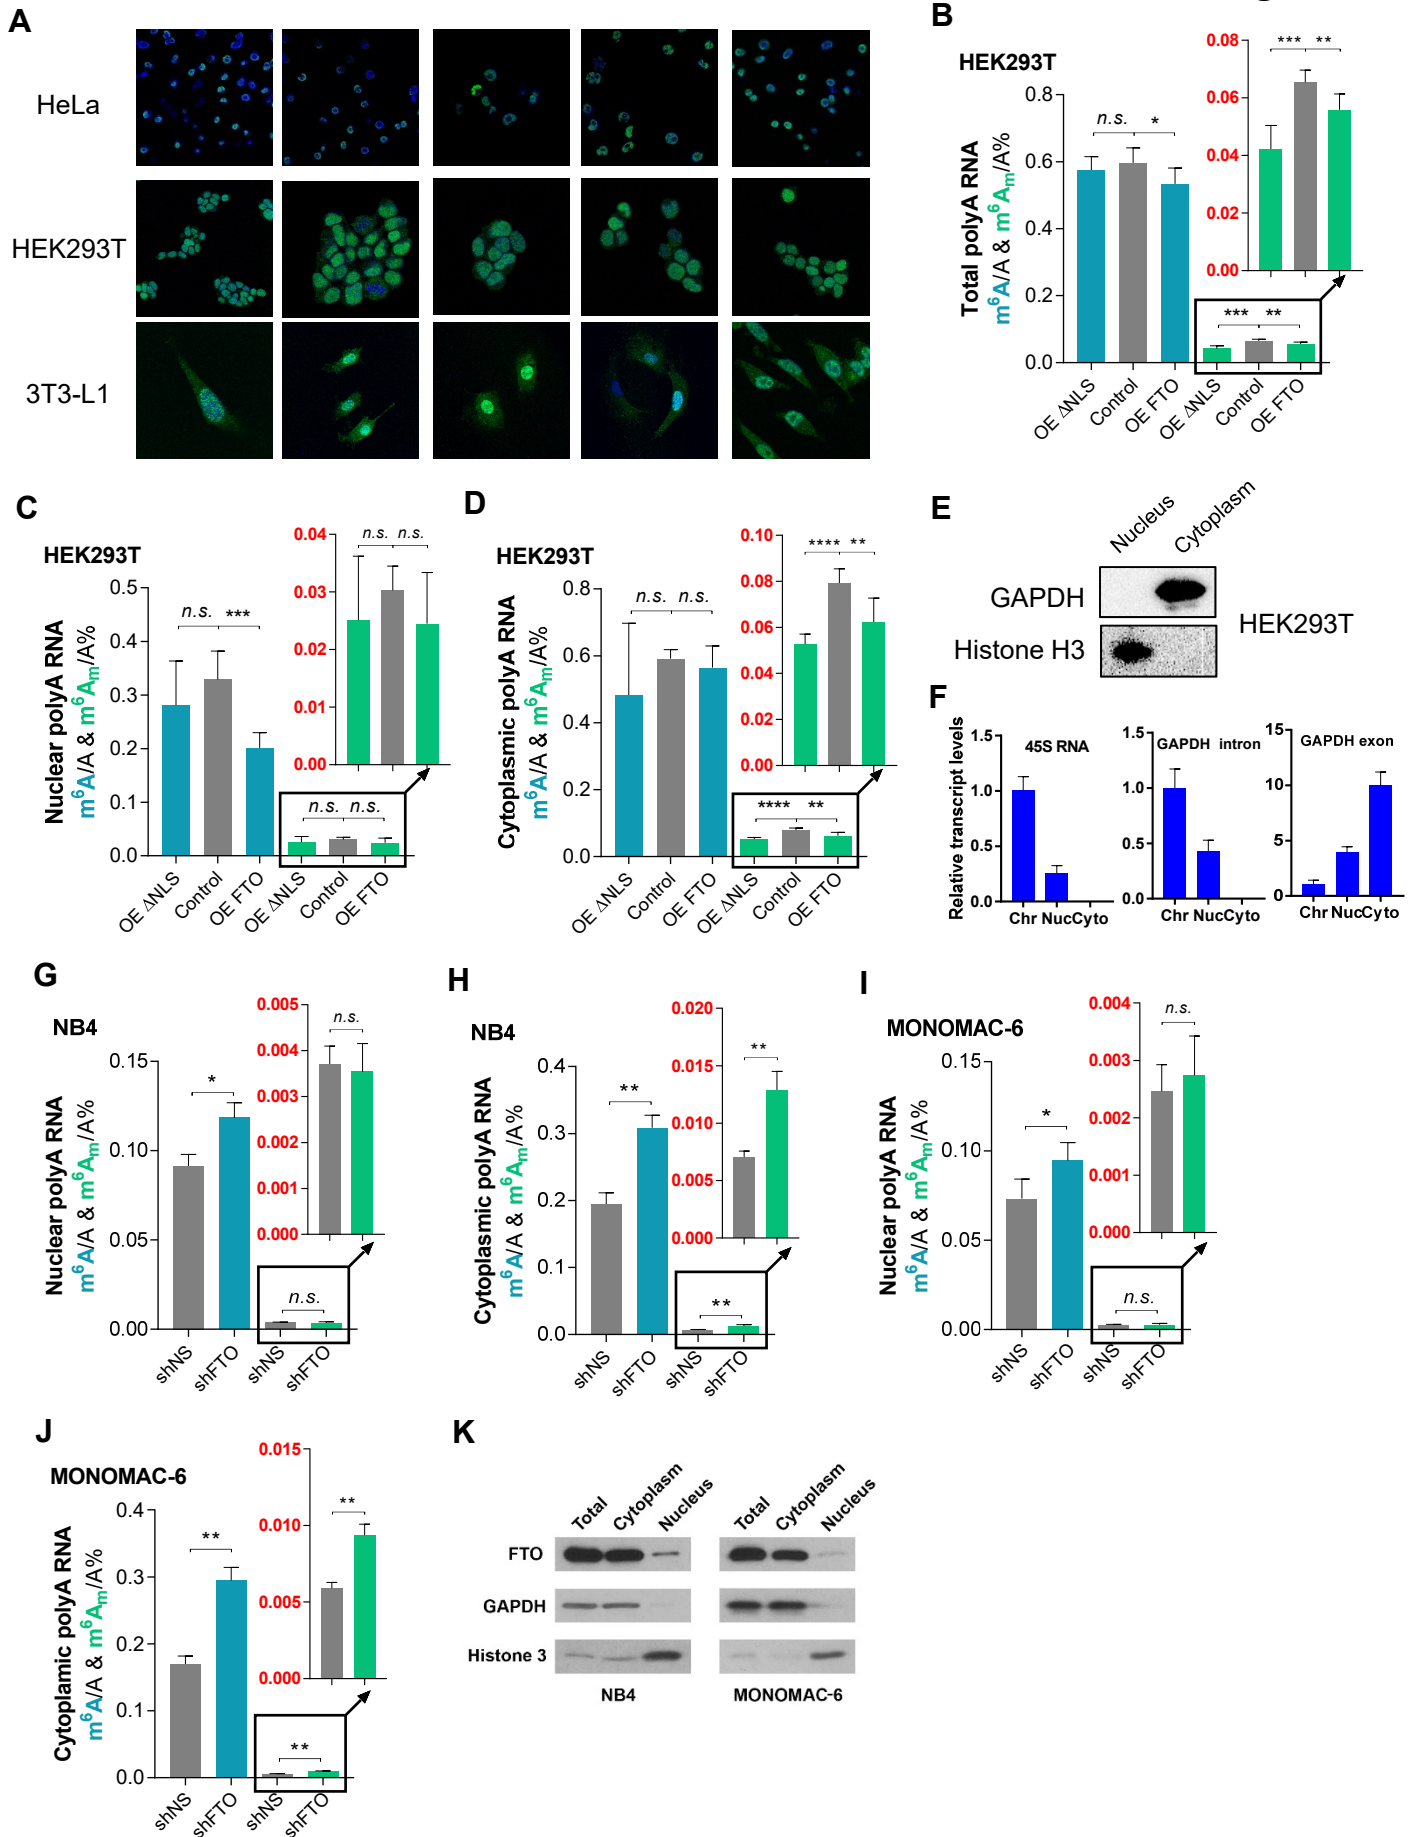 A
HeLa
HEK293T
3T3-L1
B
HEK293T
Total polyA RNA
m⁶A/A & m⁶Aₘ/A%
0.8
0.6
0.4
0.2
0.0
n.s.
*
***
**
OE ΔNLS
Control
OE FTO
OE ΔNLS
Control
OE FTO
0.08
0.06
0.04
0.02
0.00
***
**
C
HEK293T
Nuclear polyA RNA
m⁶A/A & m⁶Aₘ/A%
0.5
0.4
0.3
0.2
0.1
0.0
n.s.
***
n.s.
n.s.
OE ΔNLS
Control
OE FTO
OE ΔNLS
Control
OE FTO
0.04
0.03
0.02
0.01
0.00
n.s.
n.s.
D
HEK293T
Cytoplasmic polyA RNA
m⁶A/A & m⁶Aₘ/A%
0.8
0.6
0.4
0.2
0.0
n.s.
n.s.
****
**
OE ΔNLS
Control
OE FTO
OE ΔNLS
Control
OE FTO
0.10
0.08
0.06
0.04
0.02
0.00
****
**
E
Nucleus
Cytoplasm
GAPDH
Histone H3
HEK293T
F
Relative transcript levels
45S RNA
1.5
1.0
0.5
0.0
Chr Nuc Cyto
GAPDH intron
1.5
1.0
0.5
0.0
Chr Nuc Cyto
GAPDH exon
15
10
5
0
Chr Nuc Cyto
G
NB4
Nuclear polyA RNA
m⁶A/A & m⁶Aₘ/A%
0.15
0.10
0.05
0.00
*
n.s.
shNS
shFTO
shNS
shFTO
0.005
0.004
0.003
0.002
0.001
0.000
n.s.
H
NB4
Cytoplasmic polyA RNA
m⁶A/A & m⁶Aₘ/A%
0.4
0.3
0.2
0.1
0.0
**
**
shNS
shFTO
shNS
shFTO
0.020
0.015
0.010
0.005
0.000
**
I
MONOMAC-6
Nuclear polyA RNA
m⁶A/A & m⁶Aₘ/A%
0.15
0.10
0.05
0.00
*
n.s.
shNS
shFTO
shNS
shFTO
0.004
0.003
0.002
0.001
0.000
n.s.
J
MONOMAC-6
Cytoplamic polyA RNA
m⁶A/A & m⁶Aₘ/A%
0.4
0.3
0.2
0.1
0.0
**
**
shNS
shFTO
shNS
shFTO
0.015
0.010
0.005
0.000
**
K
Total
Cytoplasm
Nucleus
Total
Cytoplasm
Nucleus
FTO
GAPDH
Histone 3
NB4
MONOMAC-6